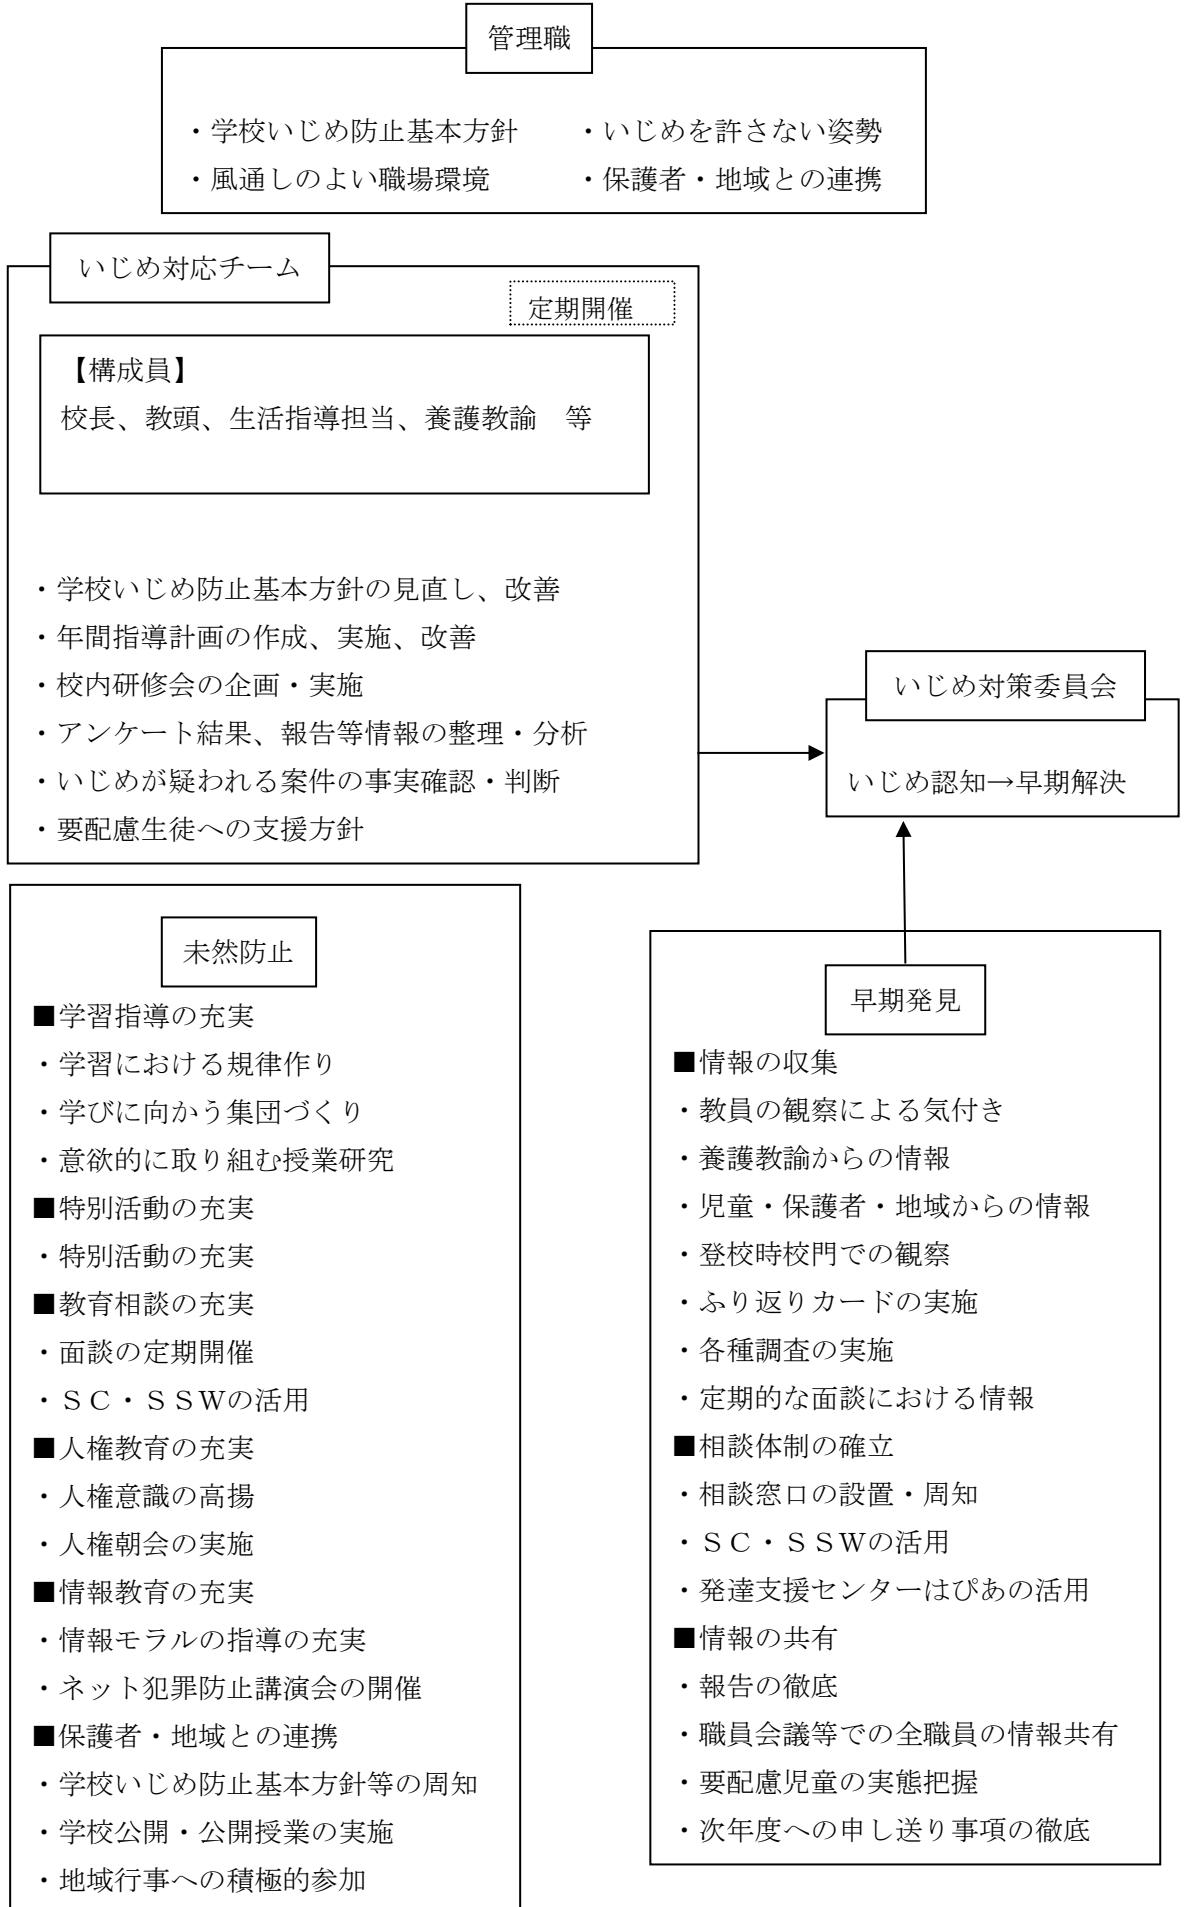 管理職
・学校いじめ防止基本方針　　・いじめを許さない姿勢
・風通しのよい職場環境　　　・保護者・地域との連携
いじめ対応チーム
定期開催
【構成員】
校長、教頭、生活指導担当、養護教諭　等
・学校いじめ防止基本方針の見直し、改善
・年間指導計画の作成、実施、改善
・校内研修会の企画・実施
・アンケート結果、報告等情報の整理・分析
・いじめが疑われる案件の事実確認・判断
・要配慮生徒への支援方針
いじめ対策委員会
いじめ認知→早期解決
未然防止
■学習指導の充実
・学習における規律作り
・学びに向かう集団づくり
・意欲的に取り組む授業研究
■特別活動の充実
・特別活動の充実
■教育相談の充実
・面談の定期開催
・ＳＣ・ＳＳＷの活用
■人権教育の充実
・人権意識の高揚
・人権朝会の実施
■情報教育の充実
・情報モラルの指導の充実
・ネット犯罪防止講演会の開催
■保護者・地域との連携
・学校いじめ防止基本方針等の周知
・学校公開・公開授業の実施
・地域行事への積極的参加
早期発見
■情報の収集
・教員の観察による気付き
・養護教諭からの情報
・児童・保護者・地域からの情報
・登校時校門での観察
・ふり返りカードの実施
・各種調査の実施
・定期的な面談における情報
■相談体制の確立
・相談窓口の設置・周知
・ＳＣ・ＳＳＷの活用
・発達支援センターはぴあの活用
■情報の共有
・報告の徹底
・職員会議等での全職員の情報共有
・要配慮児童の実態把握
・次年度への申し送り事項の徹底